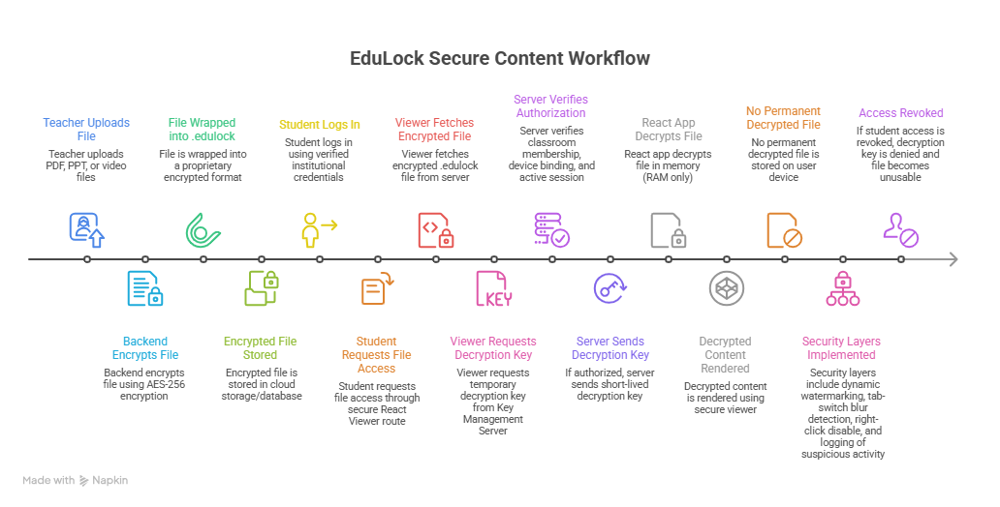 EduLock Secure Content Workflow
Teacher Uploads
File
Teacher uploads
PDF, PPT, or video
files
File Wrapped
into .edulock
File is wrapped into
a proprietary
encrypted format
Student Logs In
Student logs in
using verified
institutional
credentials
Viewer Fetches
Encrypted File
Viewer fetches
encrypted .edulock
file from server
Server Verifies
Authorization
Server verifies
classroom
membership,
device binding, and
active session
React App
Decrypts File
React app decrypts
file in memory
(RAM only)
No Permanent
Decrypted File
No permanent
decrypted file is
stored on user
device
Access Revoked
If student access is
revoked, decryption
key is denied and
file becomes
unusable
KEY
Backend
Encrypts File
Backend encrypts
file using AES-256
encryption
Encrypted File
Stored
Encrypted file is
stored in cloud
storage/database
Student
Requests File
Access
Student requests
file access through
secure React
Viewer route
Viewer Requests
Decryption Key
Viewer requests
temporary
decryption key
from Key
Management
Server
Server Sends
Decryption Key
If authorized, server
sends short-lived
decryption key
Decrypted
Content
Rendered
Decrypted content
is rendered using
secure viewer
Security Layers
Implemented
Security layers
include dynamic
watermarking, tab-
switch blur
detection, right-
click disable, and
logging of
suspicious activity
Made with Napkin